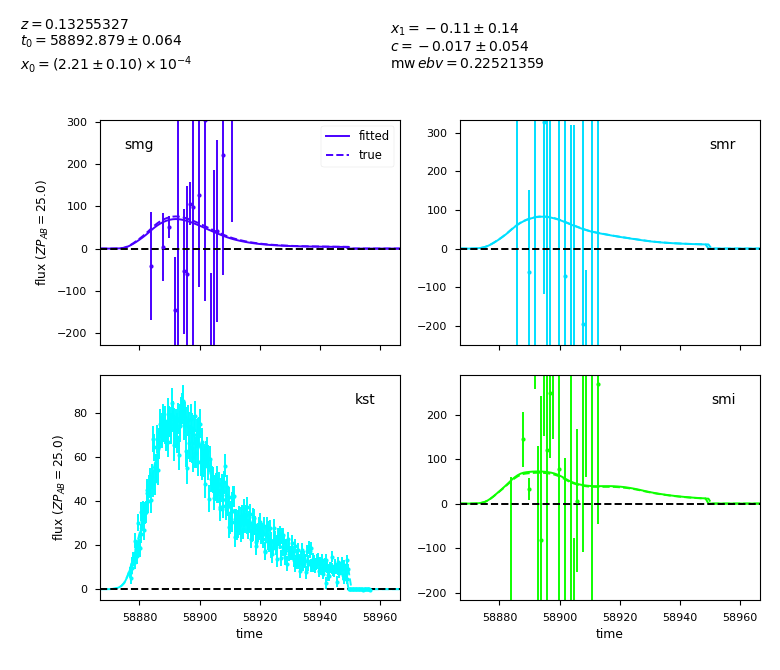 z = 0.13255327
t₀ = 58892.879 ± 0.064
x₀ = (2.21 ± 0.10) × 10⁻⁴
x₁ = −0.11 ± 0.14
c = −0.017 ± 0.054
mw ebv = 0.22521359
smg
fitted
true
300
200
100
0
−100
−200
flux (ZP_AB = 25.0)
smr
300
200
100
0
−100
−200
kst
80
60
40
20
0
flux (ZP_AB = 25.0)
58880 58900 58920 58940 58960
time
smi
200
100
0
−100
−200
58880 58900 58920 58940 58960
time